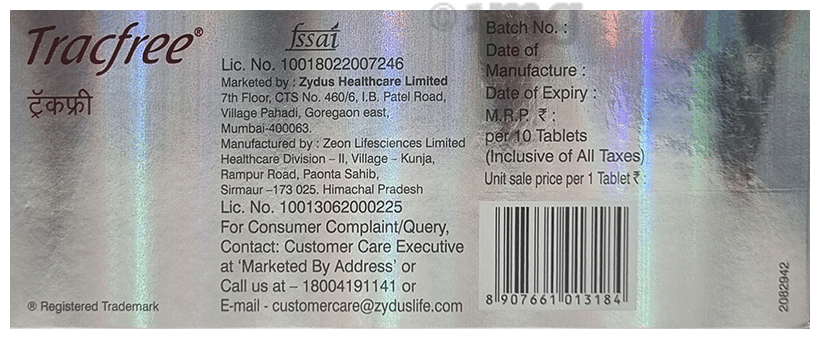 Tracfree®
ट्रॅकफ्री
® Registered Trademark
fssai
Lic. No. 10018022007246
Marketed by : Zydus Healthcare Limited
7th Floor, CTS No. 460/6, I.B. Patel Road,
Village Pahadi, Goregaon east,
Mumbai-400063.
Manufactured by : Zeon Lifesciences Limited
Healthcare Division – II, Village – Kunja,
Rampur Road, Paonta Sahib,
Sirmaur –173 025. Himachal Pradesh
Lic. No. 10013062000225
For Consumer Complaint/Query,
Contact: Customer Care Executive
at ‘Marketed By Address’ or
Call us at – 18004191141 or
E-mail - customercare@zyduslife.com
Batch No. :
Date of
Manufacture :
Date of Expiry :
M.R.P. ₹ :
per 10 Tablets
(Inclusive of All Taxes)
Unit sale price per 1 Tablet ₹ :
8 907661 013184
2082942